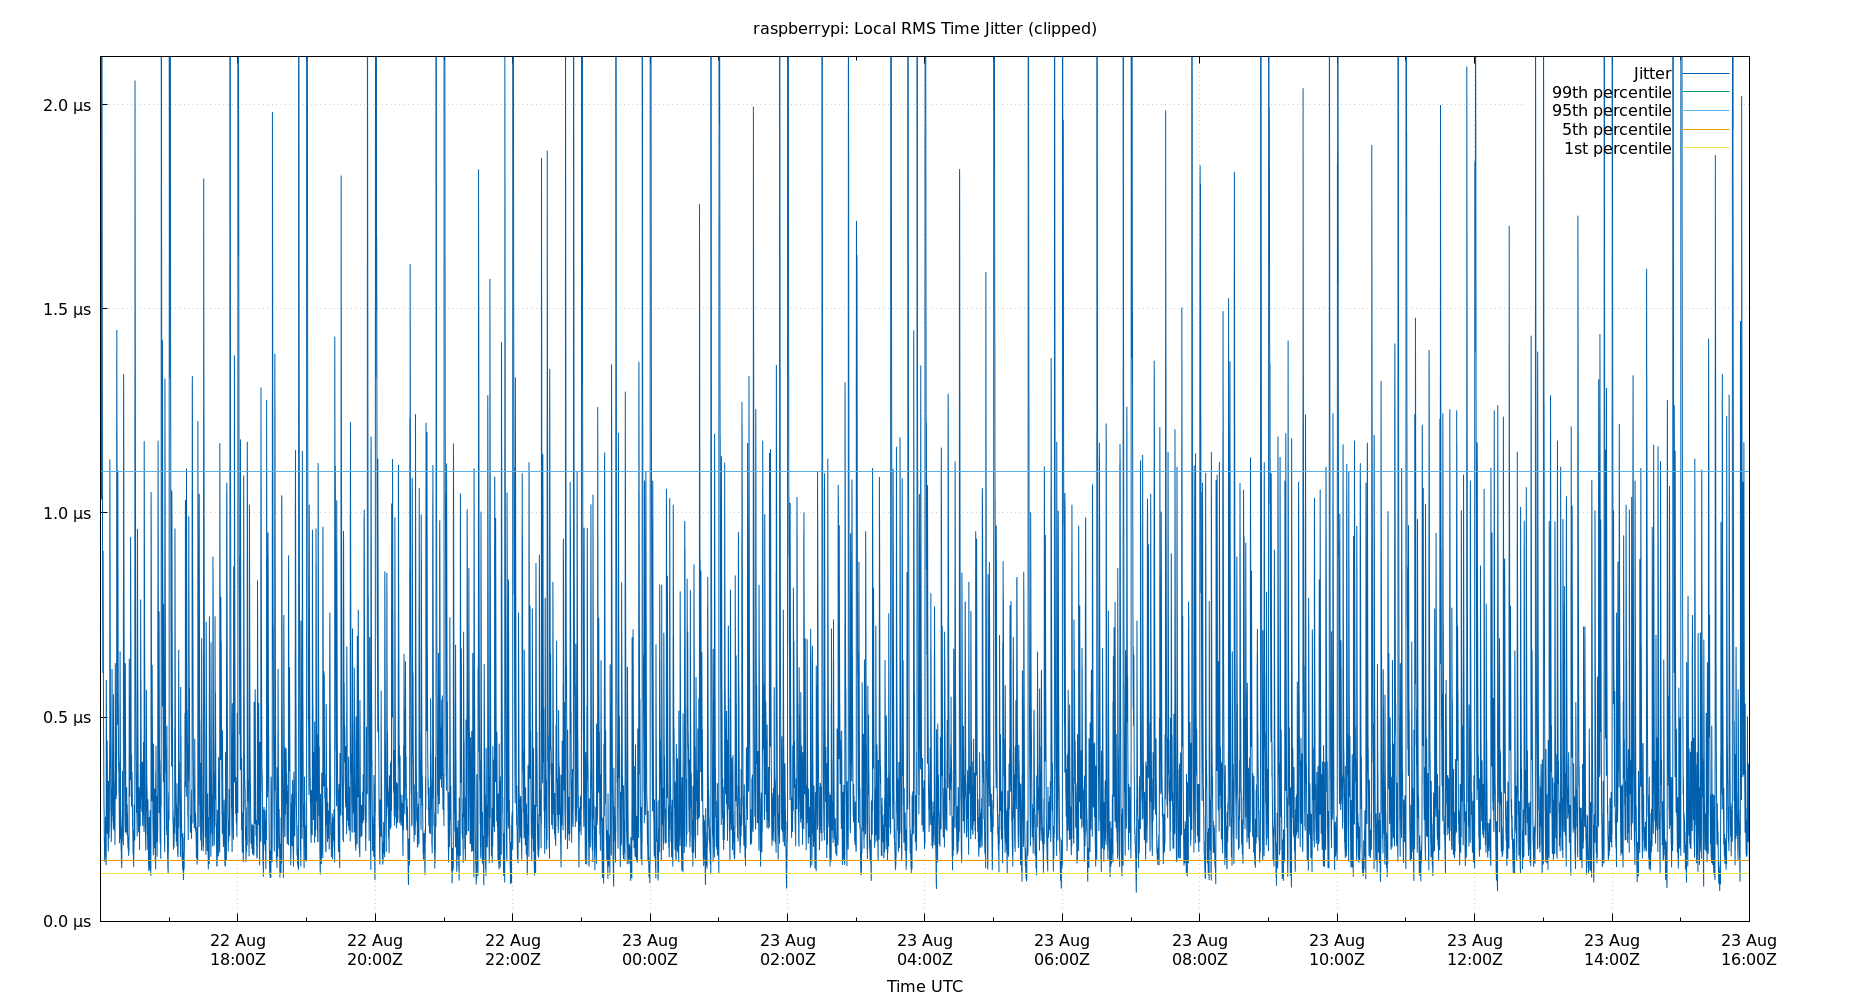 raspberrypi: Local RMS Time Jitter (clipped)
2.0 µs
1.5 µs
1.0 µs
0.5 µs
0.0 µs
Jitter
99th percentile
95th percentile
5th percentile
1st percentile
22 Aug 22 Aug 22 Aug 23 Aug 23 Aug 23 Aug 23 Aug 23 Aug 23 Aug 23 Aug 23 Aug 23 Aug
18:00Z 20:00Z 22:00Z 00:00Z 02:00Z 04:00Z 06:00Z 08:00Z 10:00Z 12:00Z 14:00Z 16:00Z
Time UTC